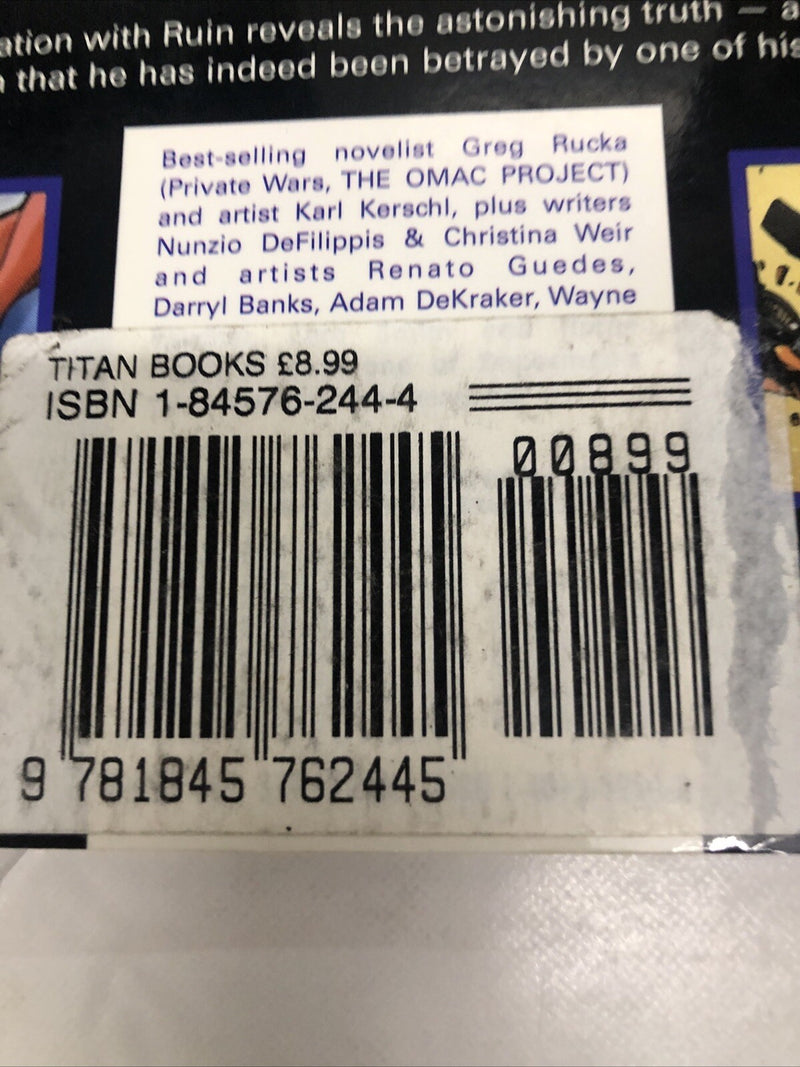 ation with Ruin reveals the astonishing truth — a
that he has indeed been betrayed by one of his
Best-selling novelist Greg Rucka
(Private Wars, THE OMAC PROJECT)
and artist Karl Kerschl, plus writers
Nunzio DeFilippis & Christina Weir
and artists Renato Guedes,
Darryl Banks, Adam DeKraker, Wayne
TITAN BOOKS £8.99
ISBN 1-84576-244-4
00899
9 781845 762445